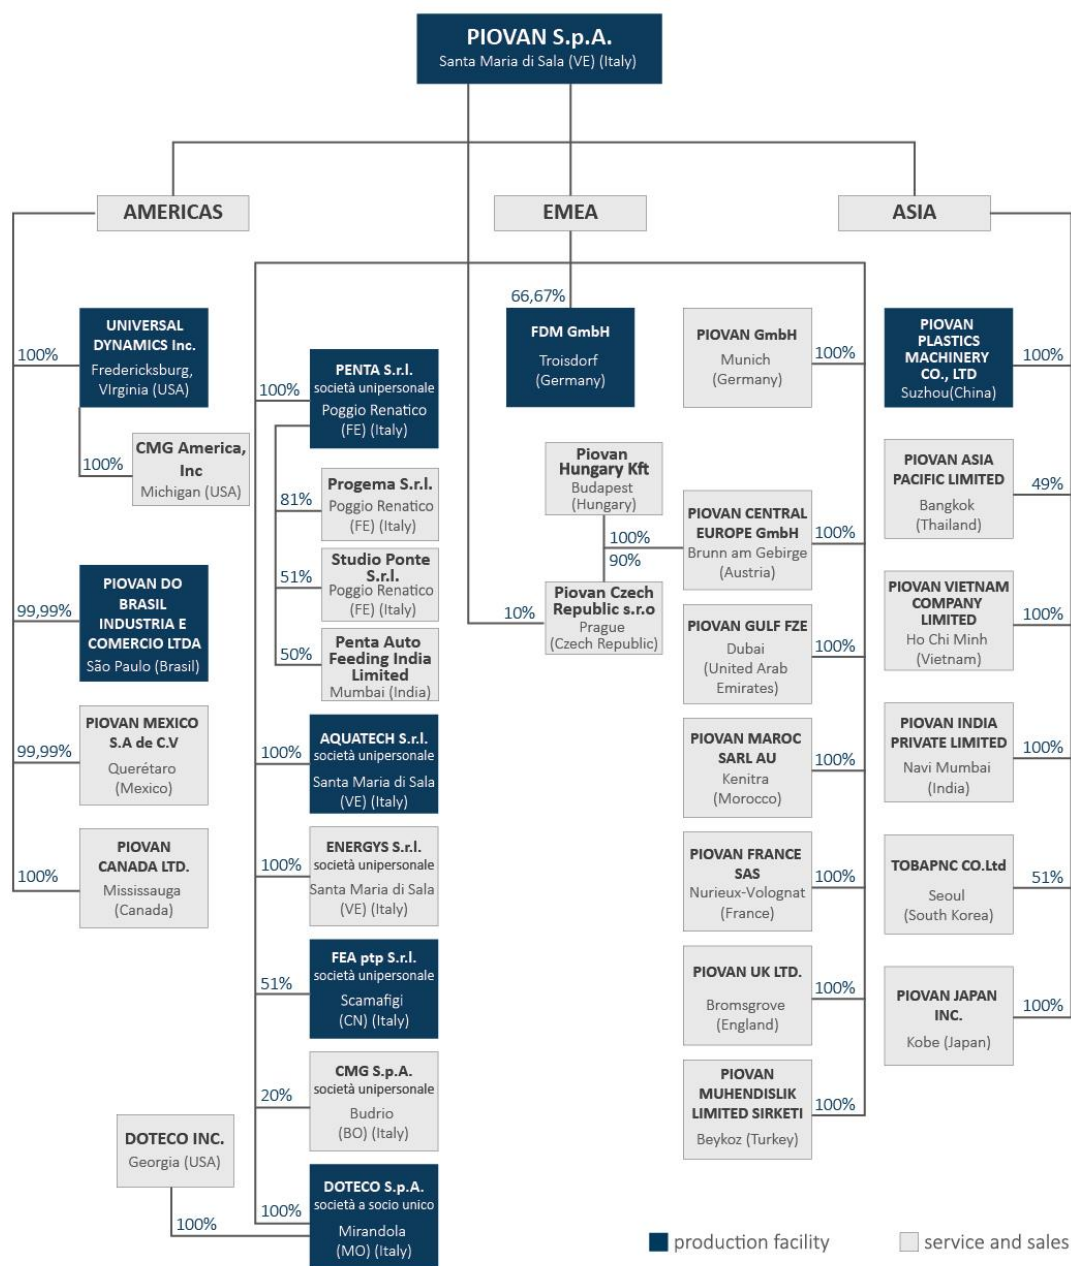 PIOVAN S.p.A.
Santa Maria di Sala (VE) (Italy)
AMERICAS
EMEA
ASIA
100%
UNIVERSAL
DYNAMICS Inc.
Fredericksburg,
VIrginia (USA)
100%
CMG America,
Inc
Michigan (USA)
99,99%
PIOVAN DO
BRASIL
INDUSTRIA E
COMERCIO LTDA
São Paulo (Brasil)
99,99%
PIOVAN MEXICO
S.A de C.V
Querétaro
(Mexico)
100%
PIOVAN
CANADA LTD.
Mississauga
(Canada)
100%
PENTA S.r.l.
società unipersonale
Poggio Renatico
(FE) (Italy)
81%
Progema S.r.l.
Poggio Renatico
(FE) (Italy)
51%
Studio Ponte
S.r.l.
Poggio Renatico
(FE) (Italy)
50%
Penta Auto
Feeding India
Limited
Mumbai (India)
100%
AQUATECH S.r.l.
società unipersonale
Santa Maria di Sala
(VE) (Italy)
100%
ENERGYS S.r.l.
società unipersonale
Santa Maria di Sala
(VE) (Italy)
51%
FEA ptp S.r.l.
società unipersonale
Scarnafigi
(CN) (Italy)
20%
CMG S.p.A.
società unipersonale
Budrio
(BO) (Italy)
100%
DOTECO S.p.A.
società a socio unico
Mirandola
(MO) (Italy)
DOTECO INC.
Georgia (USA)
100%
66,67%
FDM GmbH
Troisdorf
(Germany)
Piovan
Hungary Kft
Budapest
(Hungary)
100%
90%
10%
Piovan Czech
Republic s.r.o
Prague
(Czech Republic)
PIOVAN GmbH
Munich
(Germany)
100%
PIOVAN CENTRAL
EUROPE GmbH
Brunn am Gebirge
(Austria)
100%
PIOVAN GULF FZE
Dubai
(United Arab
Emirates)
100%
PIOVAN MAROC
SARL AU
Kenitra
(Morocco)
100%
PIOVAN FRANCE
SAS
Nurieux-Volognat
(France)
100%
PIOVAN UK LTD.
Bromsgrove
(England)
100%
PIOVAN
MUHENDISLIK
LIMITED SIRKETI
Beykoz (Turkey)
100%
PIOVAN
PLASTICS
MACHINERY
CO., LTD
Suzhou(China)
100%
PIOVAN ASIA
PACIFIC LIMITED
Bangkok
(Thailand)
49%
PIOVAN VIETNAM
COMPANY
LIMITED
Ho Chi Minh
(Vietnam)
100%
PIOVAN INDIA
PRIVATE LIMITED
Navi Mumbai
(India)
100%
TOBAPNC CO.Ltd
Seoul
(South Korea)
51%
PIOVAN JAPAN
INC.
Kobe (Japan)
100%
production facility
service and sales